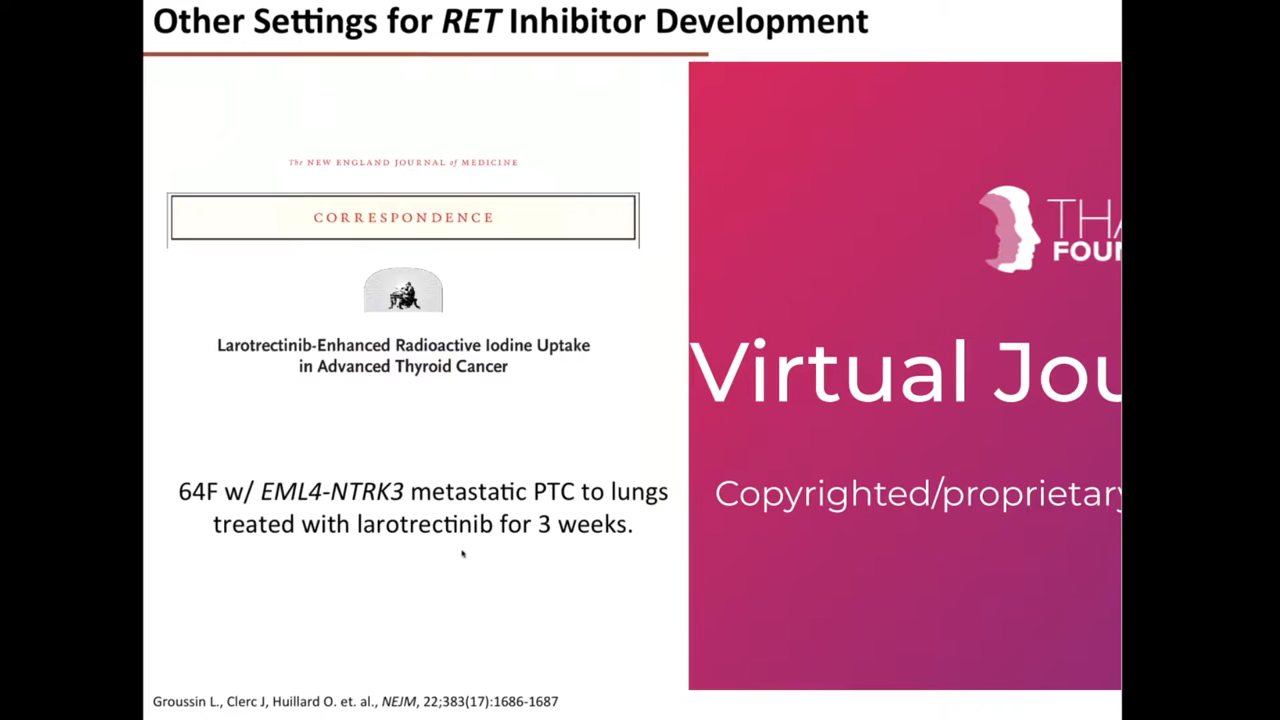 Other Settings for RET Inhibitor Development
The NEW ENGLAND JOURNAL of MEDICINE
CORRESPONDENCE
Larotrectinib-Enhanced Radioactive Iodine Uptake
in Advanced Thyroid Cancer
64F w/ EML4-NTRK3 metastatic PTC to lungs
treated with larotrectinib for 3 weeks.
Groussin L., Clerc J, Huillard O. et. al., NEJM, 22;383(17):1686-1687
THA
FOUN
Virtual Jou
Copyrighted/proprietary